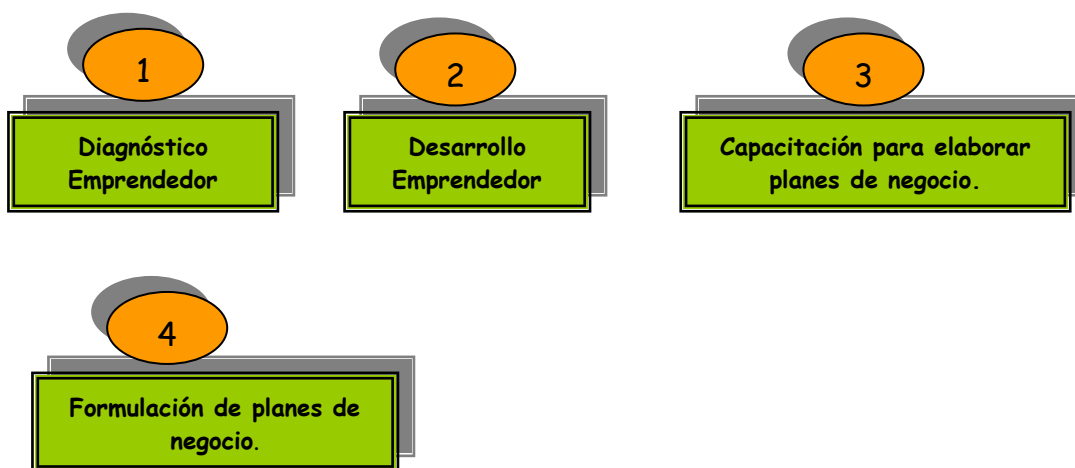 1
Diagnóstico
Emprendedor
2
Desarrollo
Emprendedor
3
Capacitación para elaborar
planes de negocio.
4
Formulación de planes de
negocio.